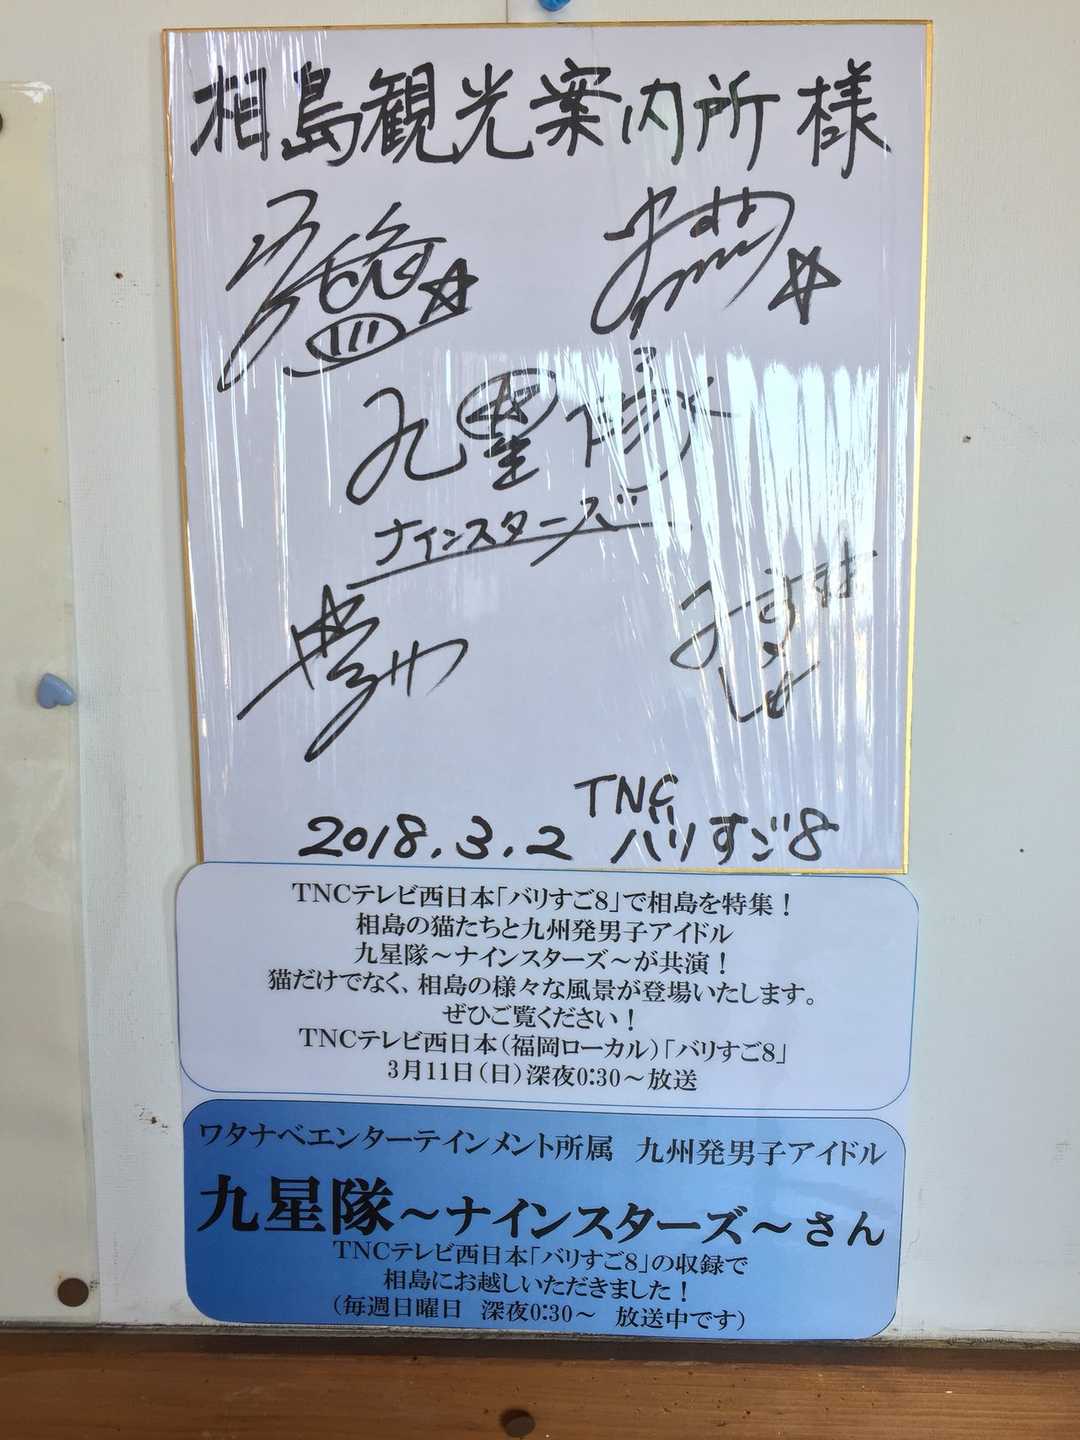 相島観光案内所 様
九星隊
ナインスターズ
TNC
2018.3.2 バリすご8
TNCテレビ西日本「バリすご8」で相島を特集！
相島の猫たちと九州発男子アイドル
九星隊～ナインスターズ～が共演！
猫だけでなく、相島の様々な風景が登場いたします。
ぜひご覧ください！
TNCテレビ西日本（福岡ローカル）「バリすご8」
3月11日（日）深夜0:30～放送
ワタナベエンターテインメント所属　九州発男子アイドル
九星隊～ナインスターズ～さん
TNCテレビ西日本「バリすご8」の収録で
相島にお越しいただきました！
（毎週日曜日　深夜0:30～　放送中です）